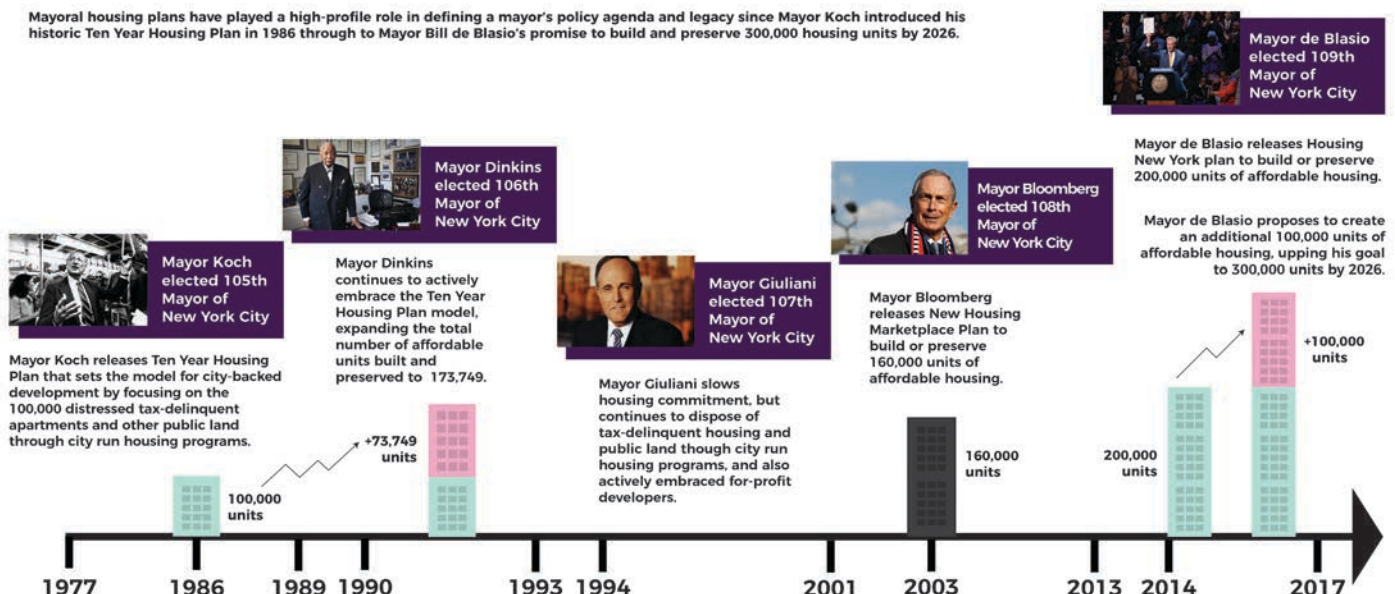 Mayoral housing plans have played a high-profile role in defining a mayor's policy agenda and legacy since Mayor Koch introduced his
historic Ten Year Housing Plan in 1986 through to Mayor Bill de Blasio's promise to build and preserve 300,000 housing units by 2026.
Mayor Koch
elected 105th
Mayor of
New York City
Mayor Koch releases Ten Year Housing
Plan that sets the model for city-backed
development by focusing on the
100,000 distressed tax-delinquent
apartments and other public land
through city run housing programs.
100,000
units
Mayor Dinkins
elected 106th
Mayor of
New York City
Mayor Dinkins
continues to actively
embrace the Ten Year
Housing Plan model,
expanding the total
number of affordable
units built and
preserved to 173,749.
+73,749
units
Mayor Giuliani
elected 107th
Mayor of
New York City
Mayor Giuliani slows
housing commitment, but
continues to dispose of
tax-delinquent housing and
public land though city run
housing programs, and also
actively embraced for-profit
developers.
Mayor Bloomberg
elected 108th
Mayor of
New York City
Mayor Bloomberg
releases New Housing
Marketplace Plan to
build or preserve
160,000 units of
affordable housing.
160,000
units
Mayor de Blasio
elected 109th
Mayor of
New York City
Mayor de Blasio releases Housing
New York plan to build or preserve
200,000 units of affordable housing.
Mayor de Blasio proposes to create
an additional 100,000 units of
affordable housing, upping his goal
to 300,000 units by 2026.
200,000
units
+100,000
units
1977 1986 1989 1990 1993 1994 2001 2003 2013 2014 2017